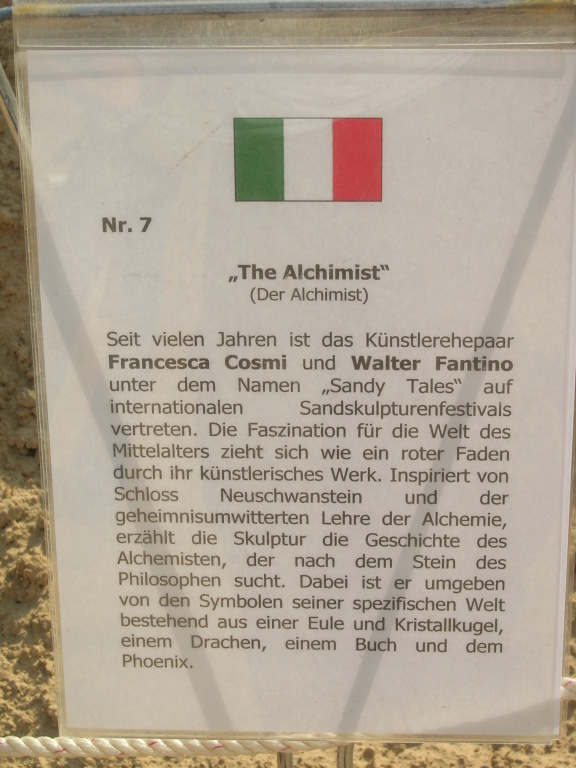 Nr. 7
„The Alchimist“
(Der Alchimist)
Seit vielen Jahren ist das Künstlerehepaar
Francesca Cosmi und Walter Fantino
unter dem Namen „Sandy Tales“ auf
internationalen Sandskulpturenfestivals
vertreten. Die Faszination für die Welt des
Mittelalters zieht sich wie ein roter Faden
durch ihr künstlerisches Werk. Inspiriert von
Schloss Neuschwanstein und der
geheimnisumwitterten Lehre der Alchemie,
erzählt die Skulptur die Geschichte des
Alchemisten, der nach dem Stein des
Philosophen sucht. Dabei ist er umgeben
von den Symbolen seiner spezifischen Welt
bestehend aus einer Eule und Kristallkugel,
einem Drachen, einem Buch und dem
Phoenix.